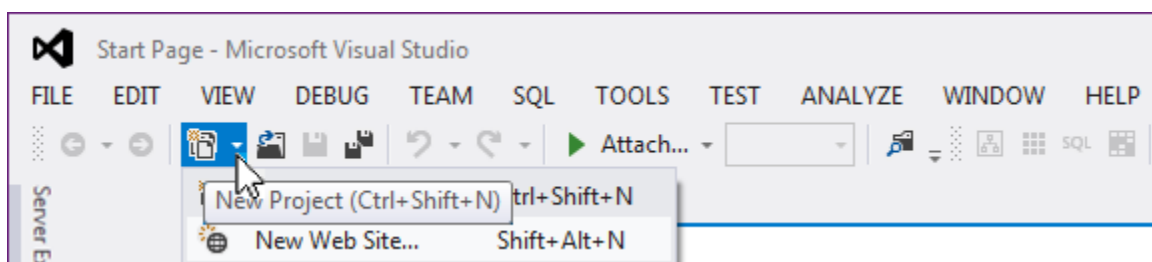 Start Page - Microsoft Visual Studio
FILE EDIT VIEW DEBUG TEAM SQL TOOLS TEST ANALYZE WINDOW HELP
Attach... SQL
New Project (Ctrl+Shift+N) trl+Shift+N
New Web Site... Shift+Alt+N
Server